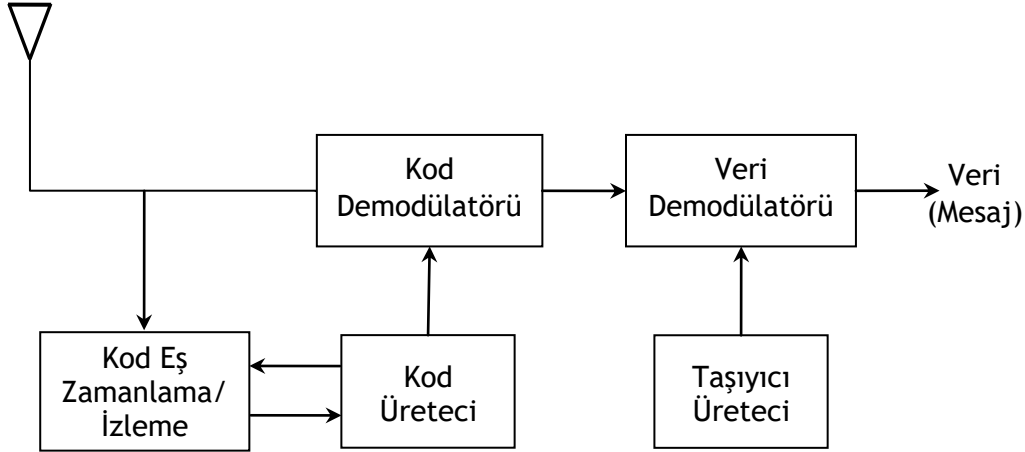 Kod
Demodülatörü
Veri
Demodülatörü
Veri
(Mesaj)
Kod Eş
Zamanlama/
İzleme
Kod
Üreteci
Taşıyıcı
Üreteci